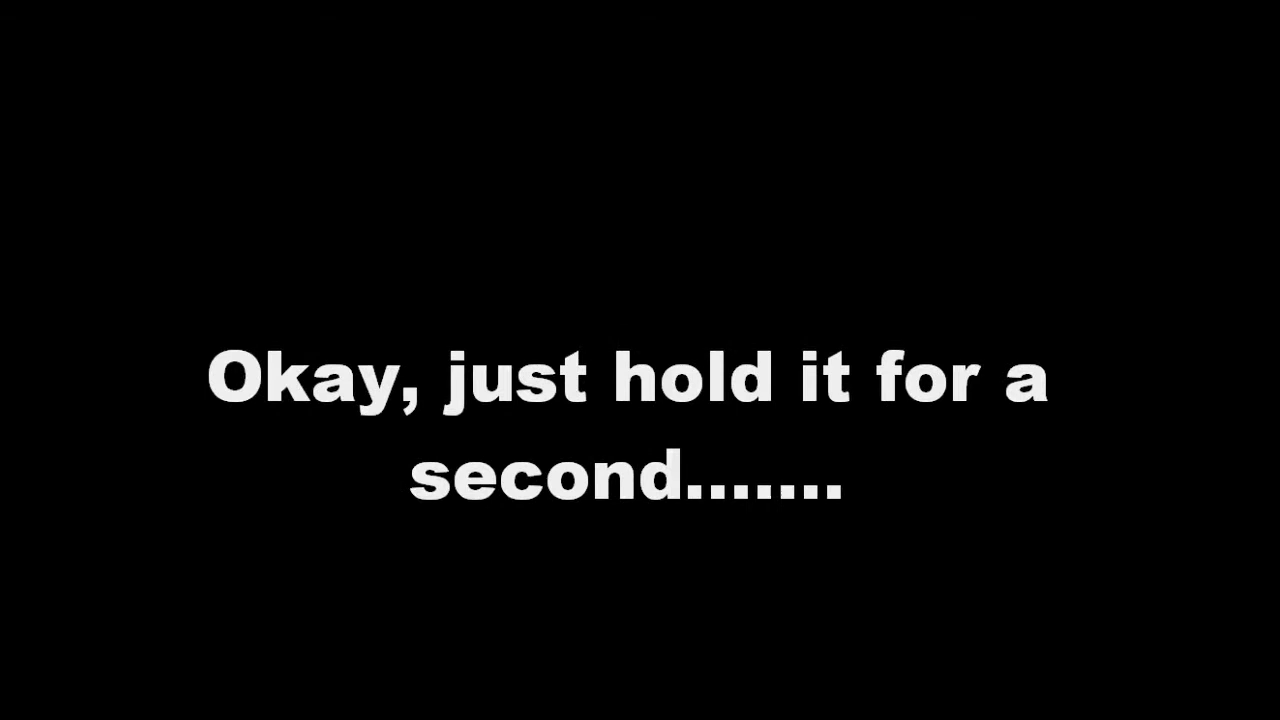 Okay, just hold it for a
second.......